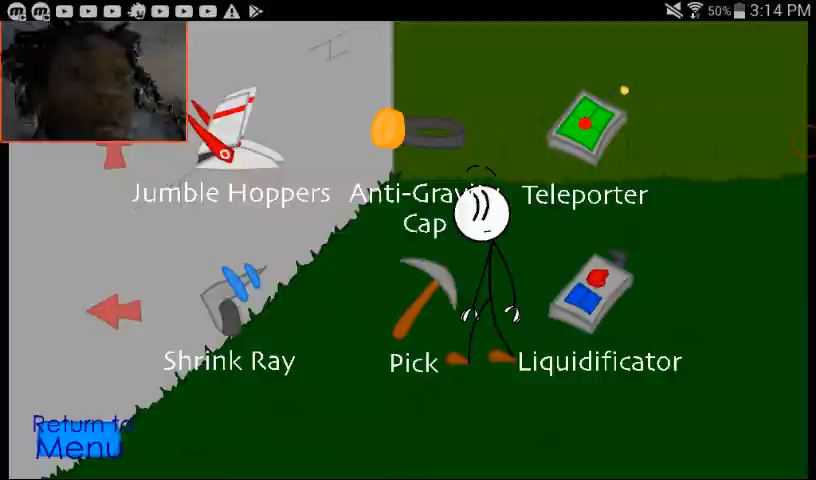 50% 3:14 PM
Jumble Hoppers
Anti-Gravity
Cap
Teleporter
Shrink Ray
Pick
Liquidificator
Return to
Menu